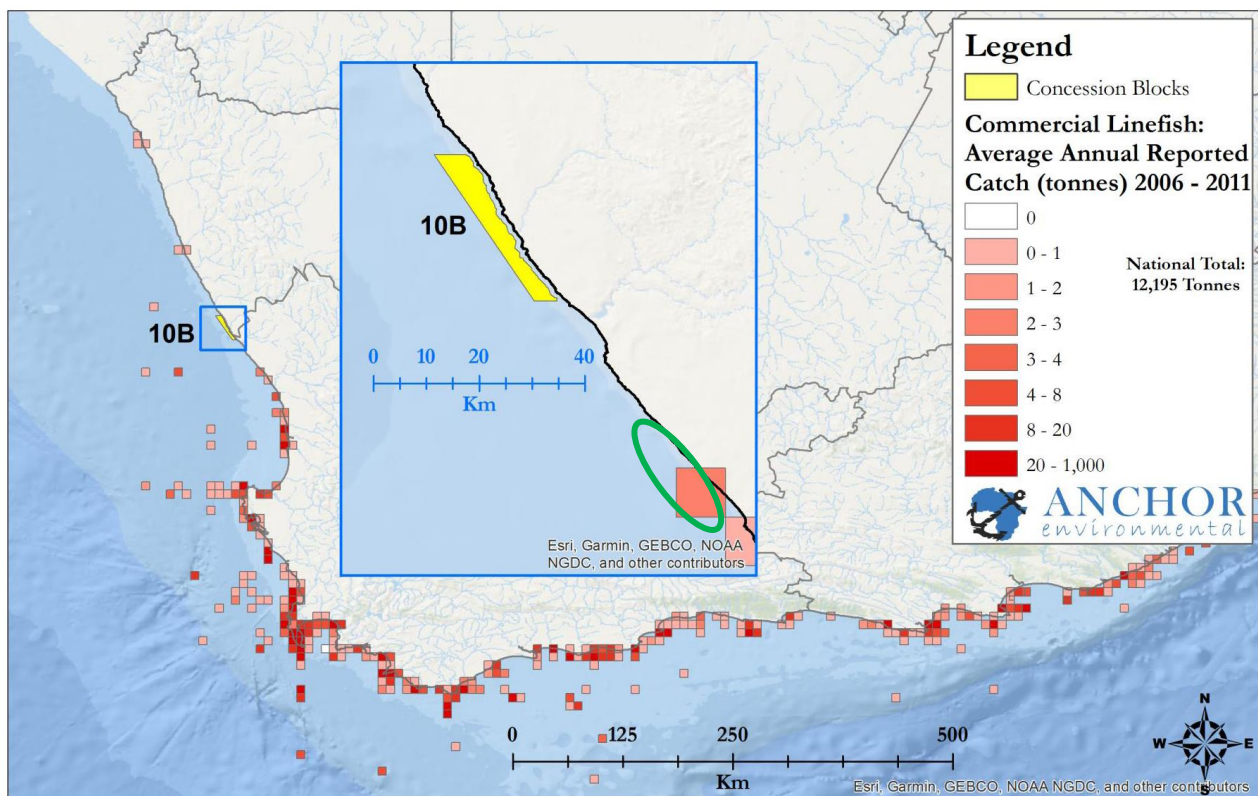 Legend
Concession Blocks
Commercial Linefish:
Average Annual Reported
Catch (tonnes) 2006 - 2011
0
0 - 1
1 - 2
2 - 3
3 - 4
4 - 8
8 - 20
20 - 1,000
National Total:
12,195 Tonnes
ANCHOR
environmental
10B
0 10 20 40
Km
Esri, Garmin, GEBCO, NOAA
NGDC, and other contributors
10B
0 125 250 500
Km
N
W E
S
Esri, Garmin, GEBCO, NOAA NGDC, and other contributors